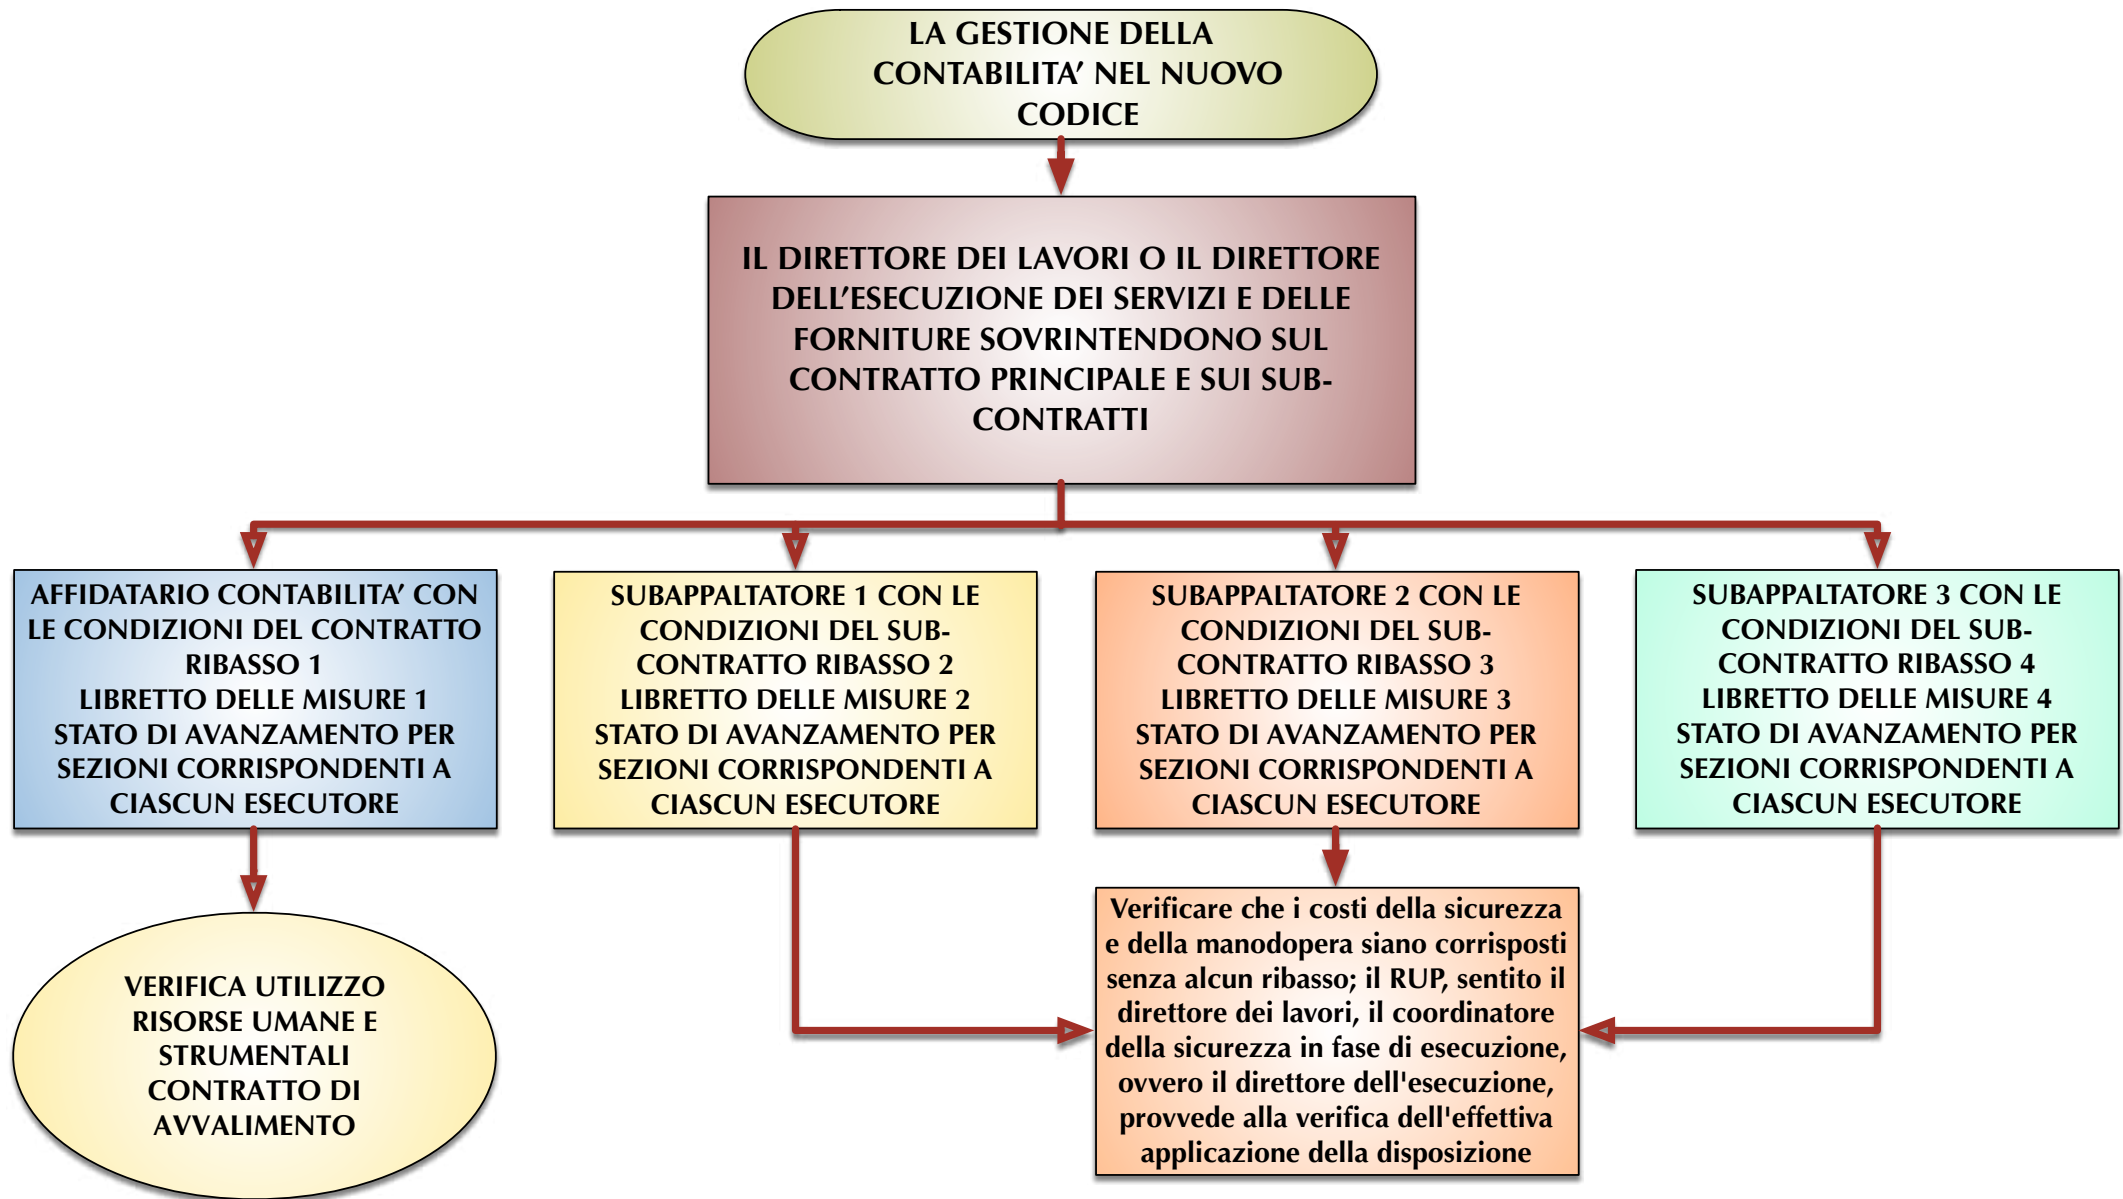 LA GESTIONE DELLA
CONTABILITA’ NEL NUOVO
CODICE
IL DIRETTORE DEI LAVORI O IL DIRETTORE
DELL’ESECUZIONE DEI SERVIZI E DELLE
FORNITURE SOVRINTENDONO SUL
CONTRATTO PRINCIPALE E SUI SUB-
CONTRATTI
AFFIDATARIO CONTABILITA’ CON
LE CONDIZIONI DEL CONTRATTO
RIBASSO 1
LIBRETTO DELLE MISURE 1
STATO DI AVANZAMENTO PER
SEZIONI CORRISPONDENTI A
CIASCUN ESECUTORE
SUBAPPALTATORE 1 CON LE
CONDIZIONI DEL SUB-
CONTRATTO RIBASSO 2
LIBRETTO DELLE MISURE 2
STATO DI AVANZAMENTO PER
SEZIONI CORRISPONDENTI A
CIASCUN ESECUTORE
SUBAPPALTATORE 2 CON LE
CONDIZIONI DEL SUB-
CONTRATTO RIBASSO 3
LIBRETTO DELLE MISURE 3
STATO DI AVANZAMENTO PER
SEZIONI CORRISPONDENTI A
CIASCUN ESECUTORE
SUBAPPALTATORE 3 CON LE
CONDIZIONI DEL SUB-
CONTRATTO RIBASSO 4
LIBRETTO DELLE MISURE 4
STATO DI AVANZAMENTO PER
SEZIONI CORRISPONDENTI A
CIASCUN ESECUTORE
VERIFICA UTILIZZO
RISORSE UMANE E
STRUMENTALI
CONTRATTO DI
AVVALIMENTO
Verificare che i costi della sicurezza
e della manodopera siano corrisposti
senza alcun ribasso; il RUP, sentito il
direttore dei lavori, il coordinatore
della sicurezza in fase di esecuzione,
ovvero il direttore dell'esecuzione,
provvede alla verifica dell'effettiva
applicazione della disposizione